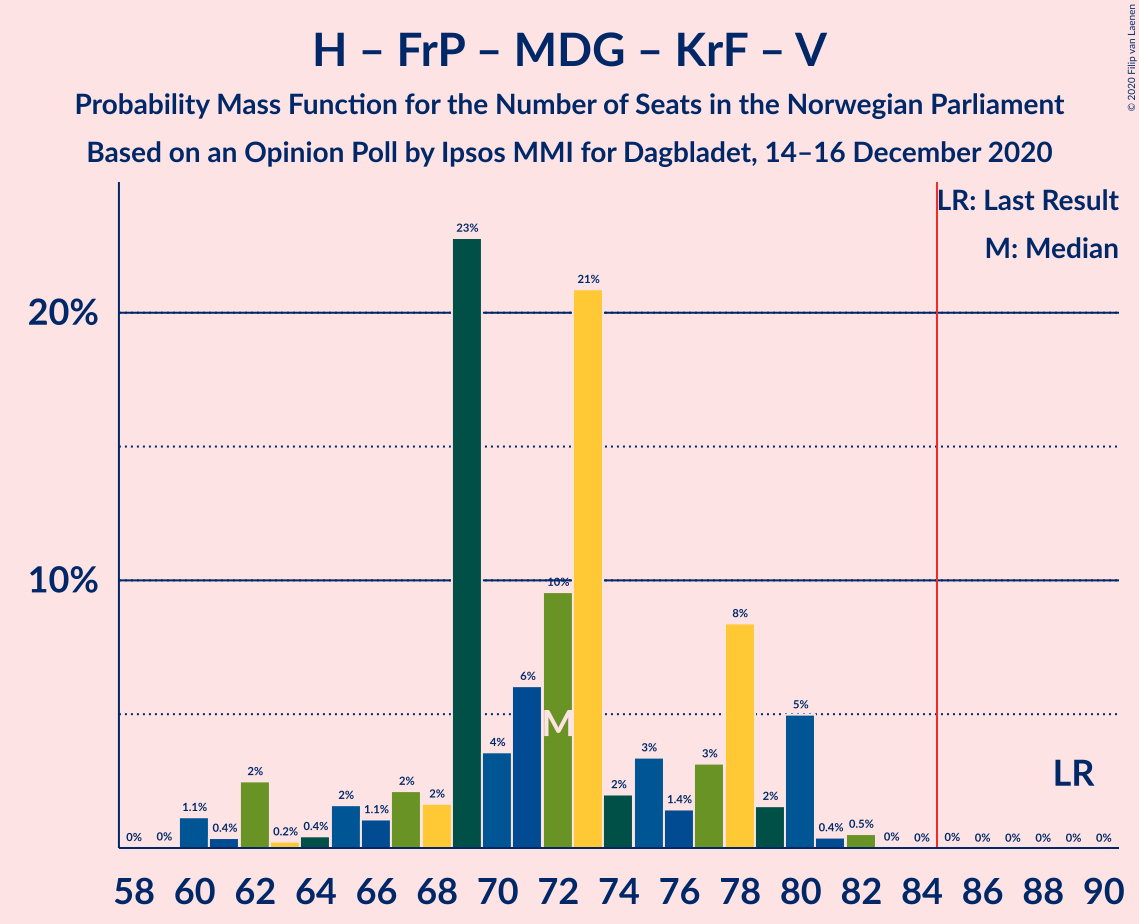 H – FrP – MDG – KrF – V
Probability Mass Function for the Number of Seats in the Norwegian Parliament
Based on an Opinion Poll by Ipsos MMI for Dagbladet, 14–16 December 2020
© 2020 Filip van Laenen
LR: Last Result
M: Median
20%
10%
0% 0% 1.1% 0.4% 2% 0.2% 0.4% 2% 1.1% 2% 2% 23% 4% 6% 10% 21% 2% 3% 1.4% 3% 8% 2% 5% 0.4% 0.5% 0% 0% 0% 0% 0% 0% 0% 0%
M
LR
58 60 62 64 66 68 70 72 74 76 78 80 82 84 86 88 90